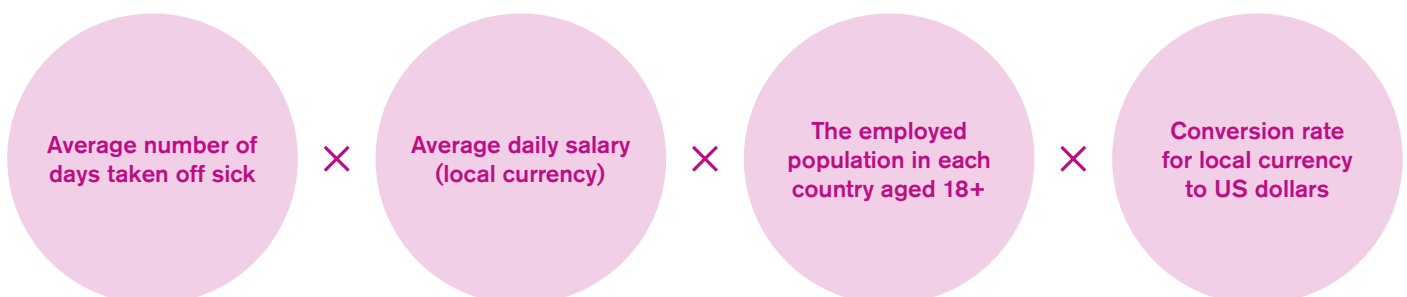 Average number of
days taken off sick
×
Average daily salary
(local currency)
×
The employed
population in each
country aged 18+
×
Conversion rate
for local currency
to US dollars